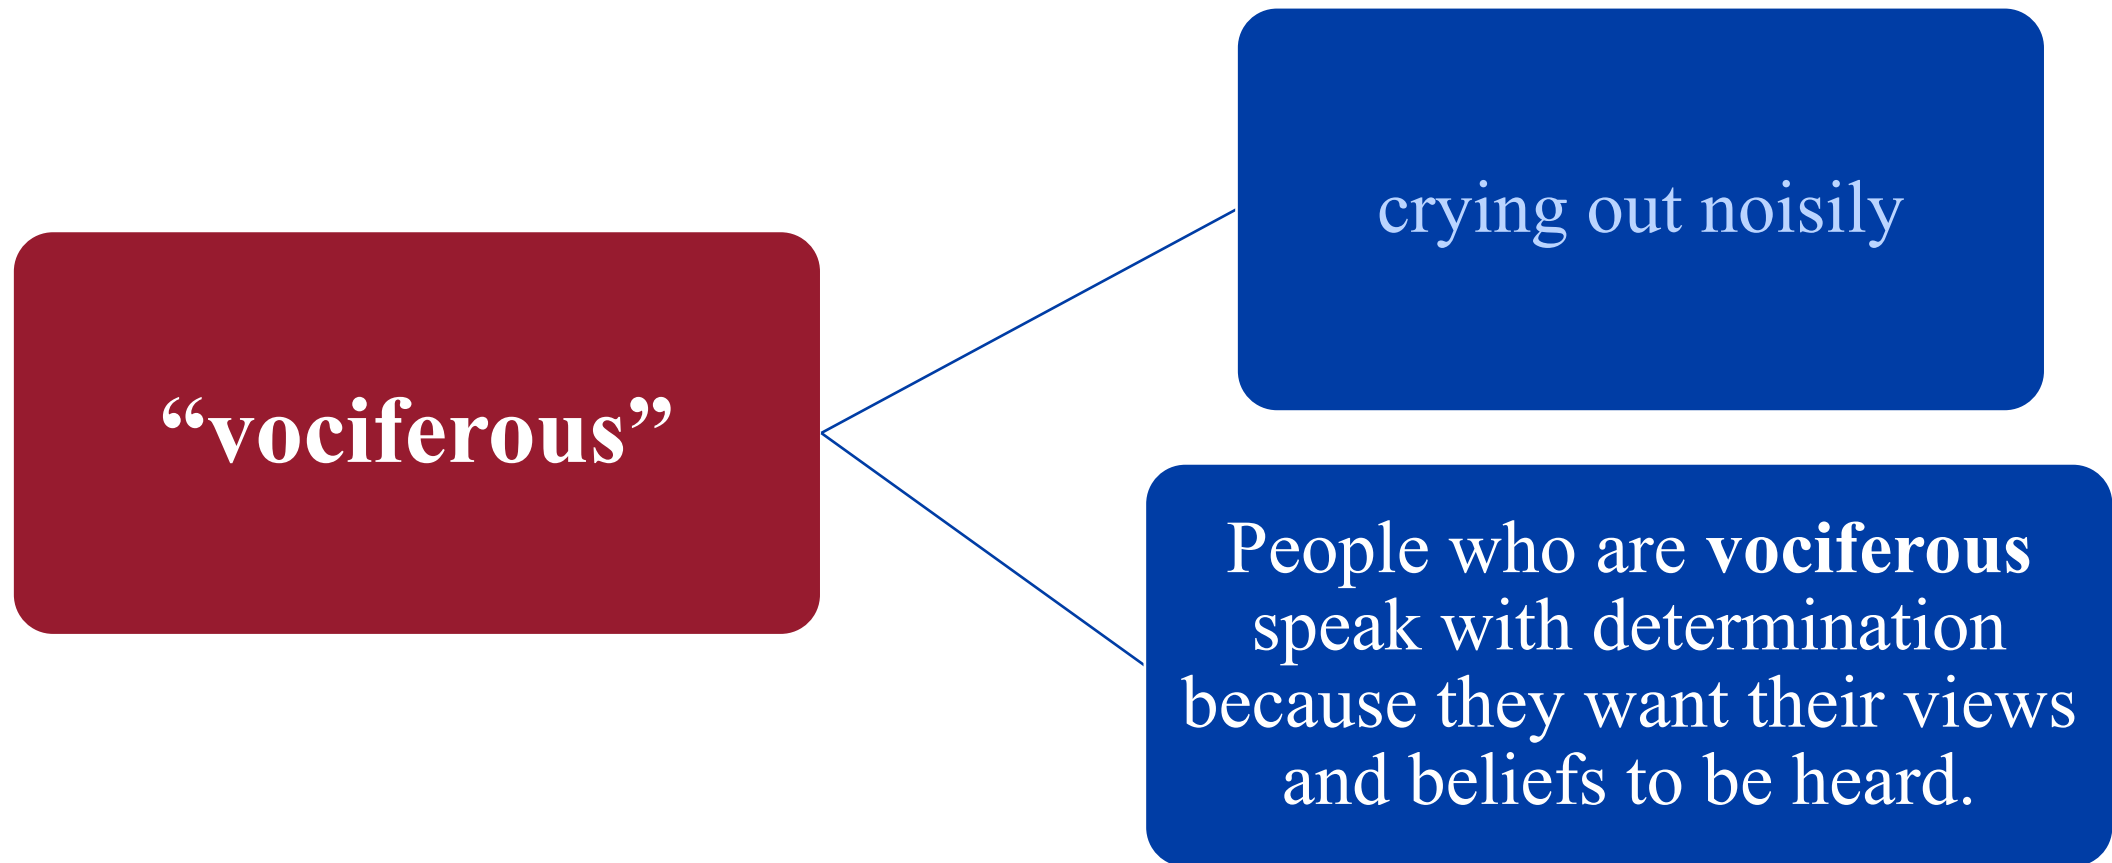 “vociferous”
crying out noisily
People who are vociferous
speak with determination
because they want their views
and beliefs to be heard.